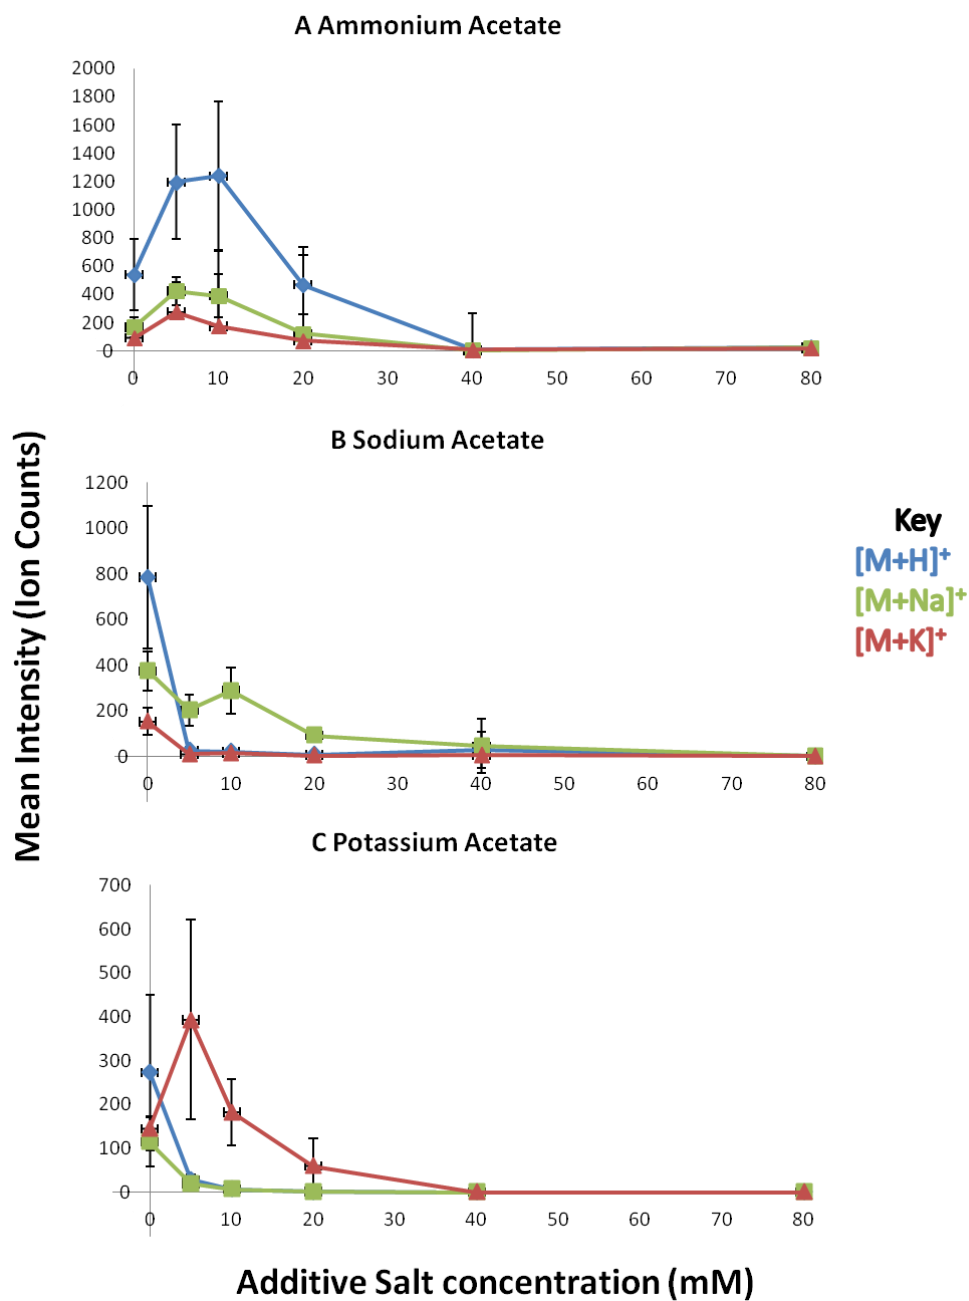 A Ammonium Acetate
2000
1800
1600
1400
1200
1000
800
600
400
200
0
0 10 20 30 40 50 60 70 80
B Sodium Acetate
1200
1000
800
600
400
200
0
0 10 20 30 40 50 60 70 80
C Potassium Acetate
700
600
500
400
300
200
100
0
0 10 20 30 40 50 60 70 80
Mean Intensity (Ion Counts)
Additive Salt concentration (mM)
Key
[M+H]⁺
[M+Na]⁺
[M+K]⁺